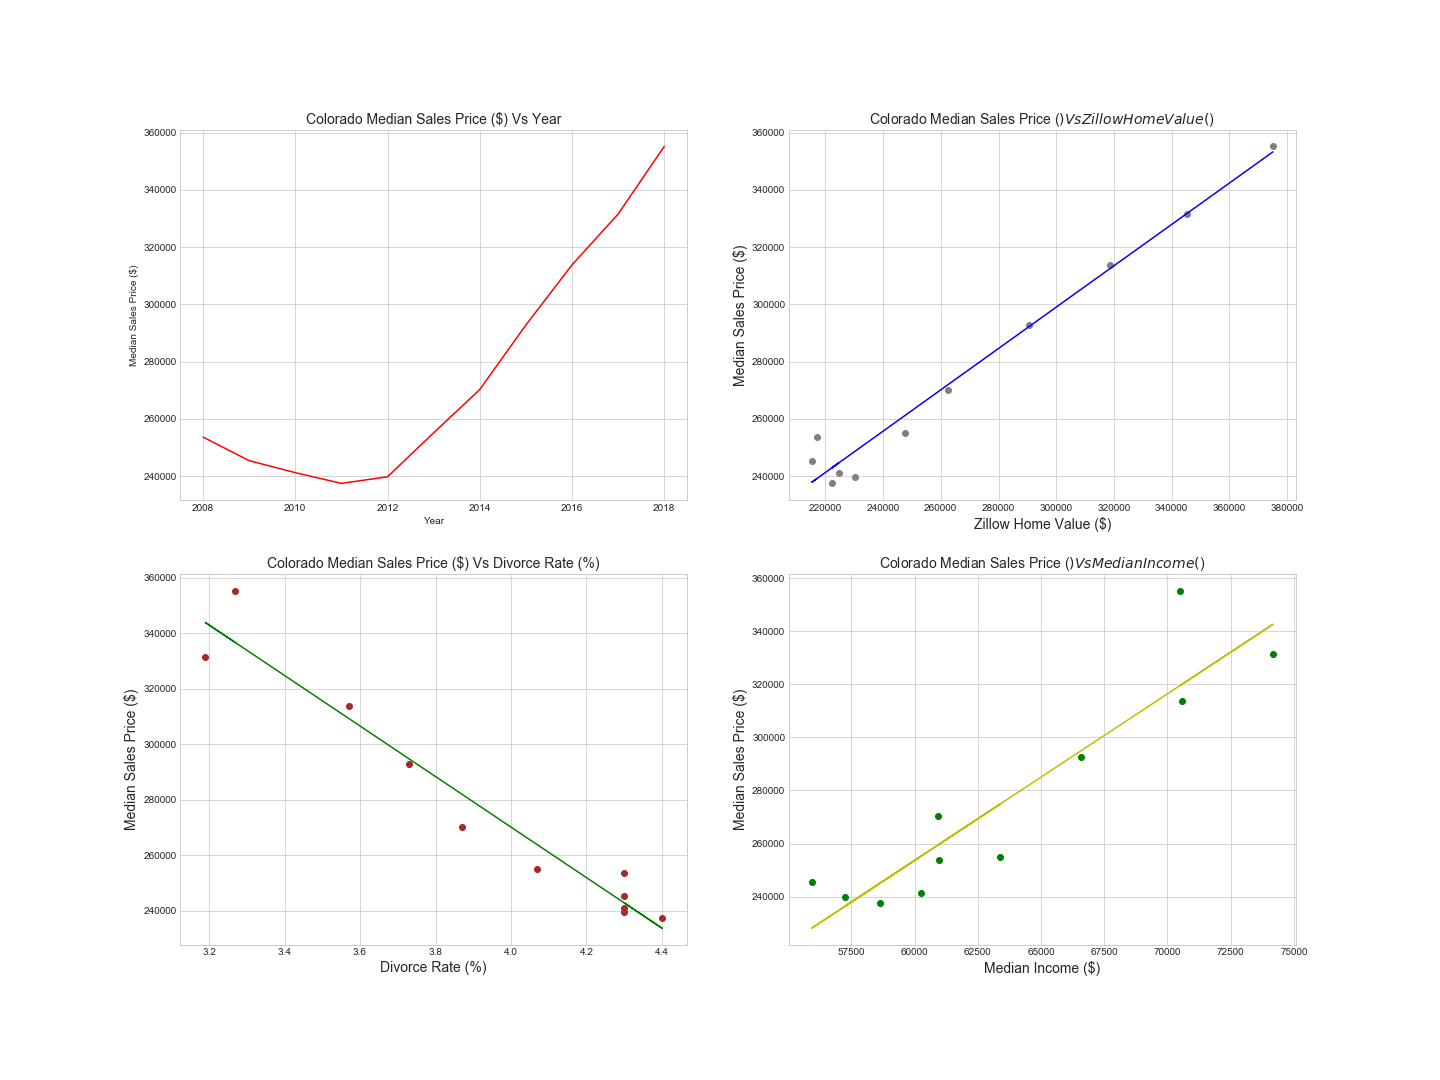 Colorado Median Sales Price ($) Vs Year
360000
340000
320000
300000
280000
260000
240000
Median Sales Price ($)
2008 2010 2012 2014 2016 2018
Year
Colorado Median Sales Price ()VsZillowHomeValue()
360000
340000
320000
300000
280000
260000
240000
Median Sales Price ($)
220000 240000 260000 280000 300000 320000 340000 360000 380000
Zillow Home Value ($)
Colorado Median Sales Price ($) Vs Divorce Rate (%)
360000
340000
320000
300000
280000
260000
240000
Median Sales Price ($)
3.2 3.4 3.6 3.8 4.0 4.2 4.4
Divorce Rate (%)
Colorado Median Sales Price ()VsMedianIncome()
360000
340000
320000
300000
280000
260000
240000
Median Sales Price ($)
57500 60000 62500 65000 67500 70000 72500 75000
Median Income ($)